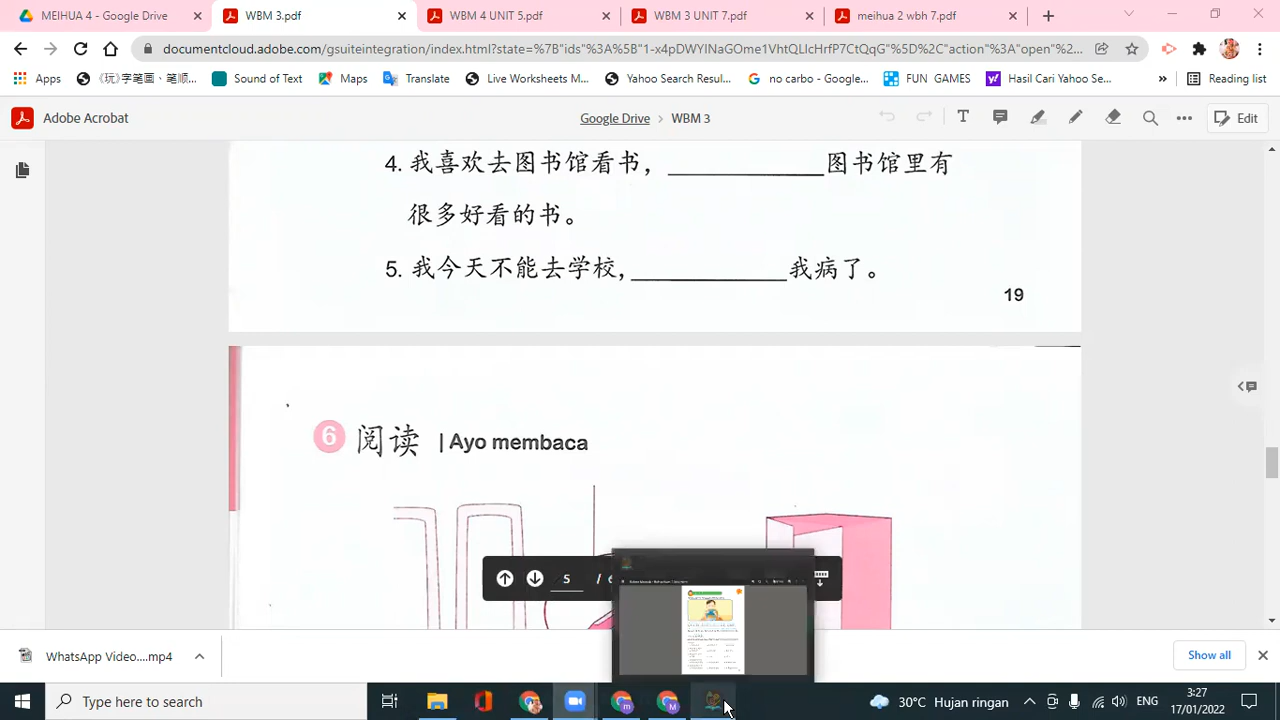 MEIHUA 4 - Google Drive
WBM 3.pdf
WBM 4 UNIT 5.pdf
WBM 3 UNIT 7.pdf
meihua 2 wbh 7.pdf
documentcloud.adobe.com/gsuiteintegration/index.html?state=%7B"ids"%3A%5B"1-x4pDWYINkGOme1VhtQLlcHrfP7CtQqG"%5D%2C"action"%3A"open"%2...
Apps
《玩》字笔画、笔顺...
Sound of Text
Maps
Translate
Live Worksheets M...
Yahoo Search Resul...
no carbo - Google...
FUN GAMES
Hasil Cari Yahoo Se...
»
Reading list
Adobe Acrobat
Google Drive > WBM 3
Edit
4. 我喜欢去图书馆看书，____________图书馆里有
很多好看的书。
5. 我今天不能去学校,____________我病了。
19
6 阅读 | Ayo membaca
5 /
WhatsApp
Show all
Type here to search
30°C Hujan ringan
ENG
3:27
17/01/2022